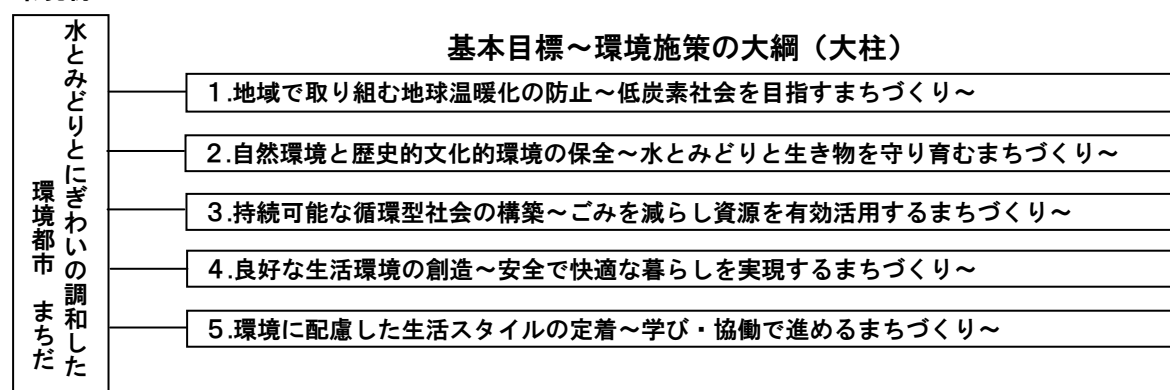 水とみどりとにぎわいの調和した
環境都市　まちだ
基本目標～環境施策の大綱（大柱）
１.地域で取り組む地球温暖化の防止～低炭素社会を目指すまちづくり～
２.自然環境と歴史的文化的環境の保全～水とみどりと生き物を守り育むまちづくり～
３.持続可能な循環型社会の構築～ごみを減らし資源を有効活用するまちづくり～
４.良好な生活環境の創造～安全で快適な暮らしを実現するまちづくり～
５.環境に配慮した生活スタイルの定着～学び・協働で進めるまちづくり～